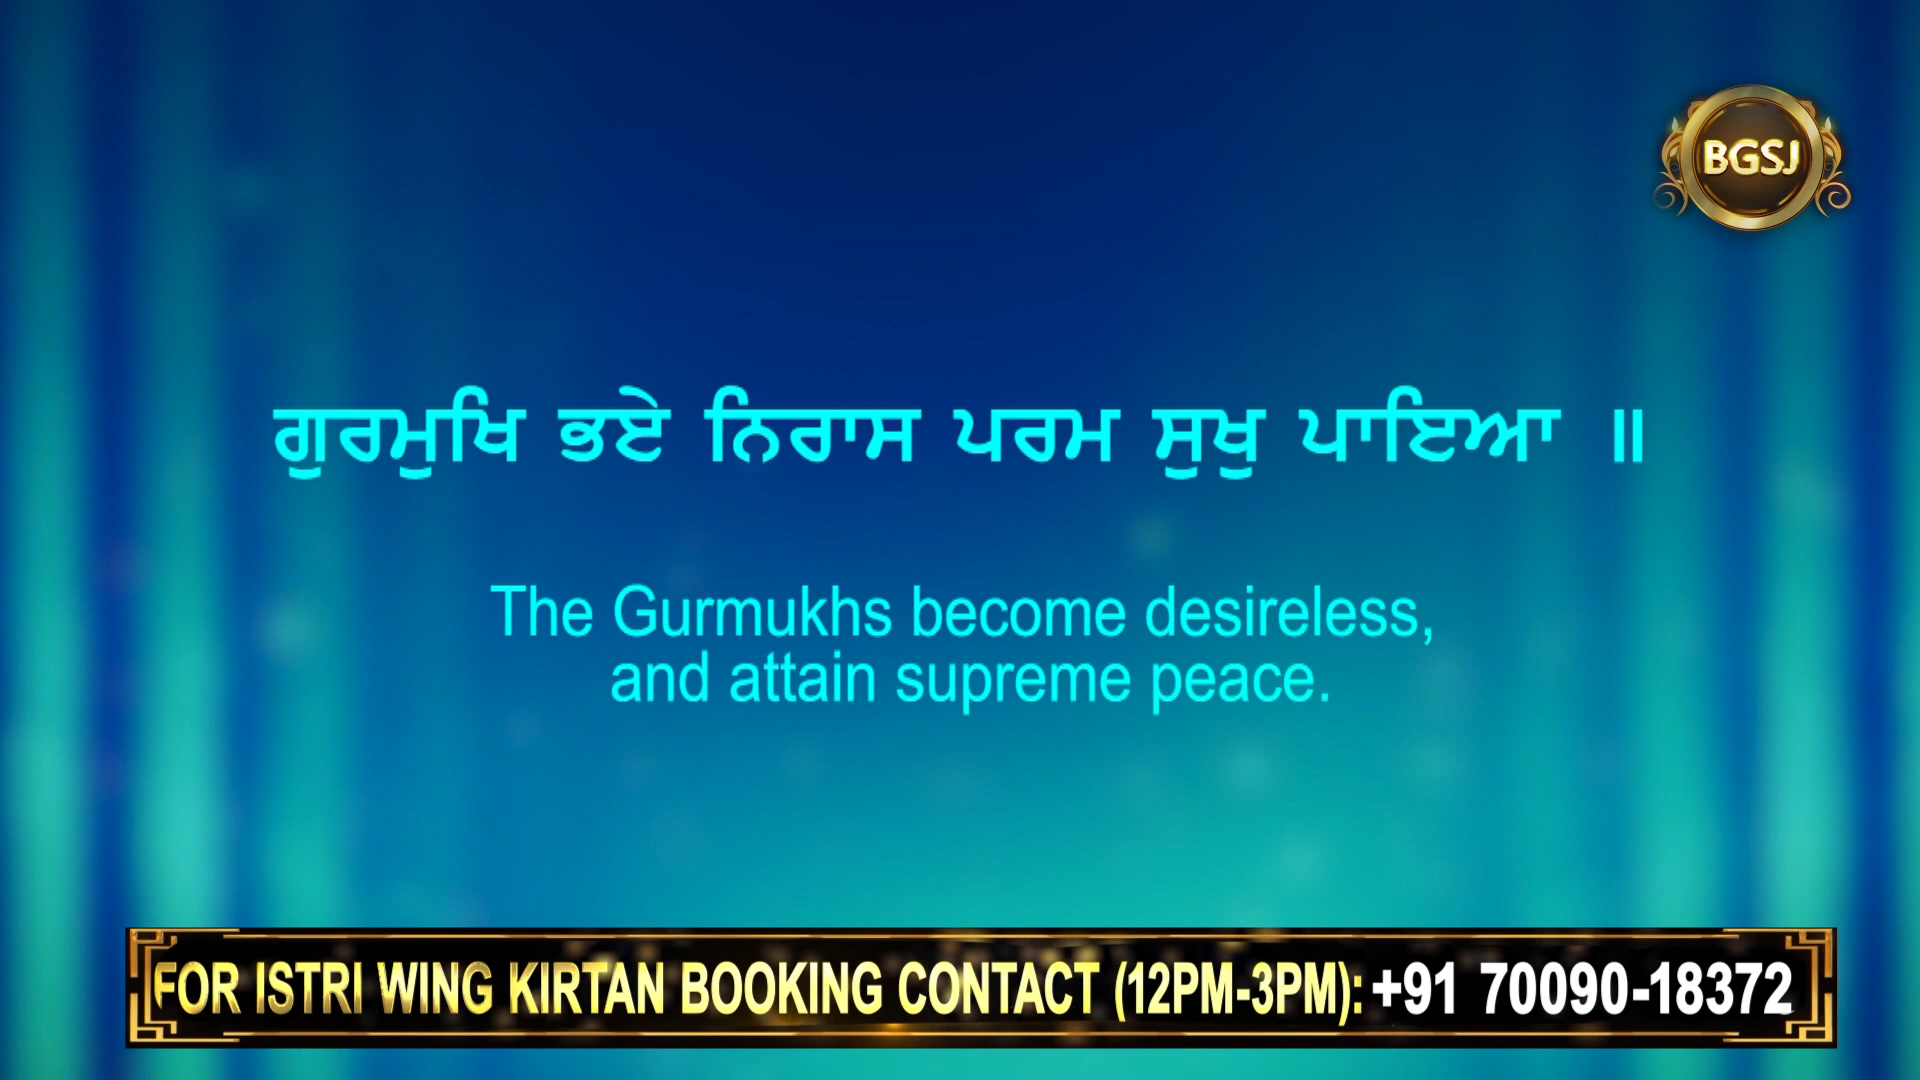 BGSJ
ਗੁਰਮੁਖਿ ਭਏ ਨਿਰਾਸ ਪਰਮ ਸੁਖੁ ਪਾਇਆ ॥
The Gurmukhs become desireless,
and attain supreme peace.
FOR ISTRI WING KIRTAN BOOKING CONTACT (12PM-3PM): +91 70090-18372